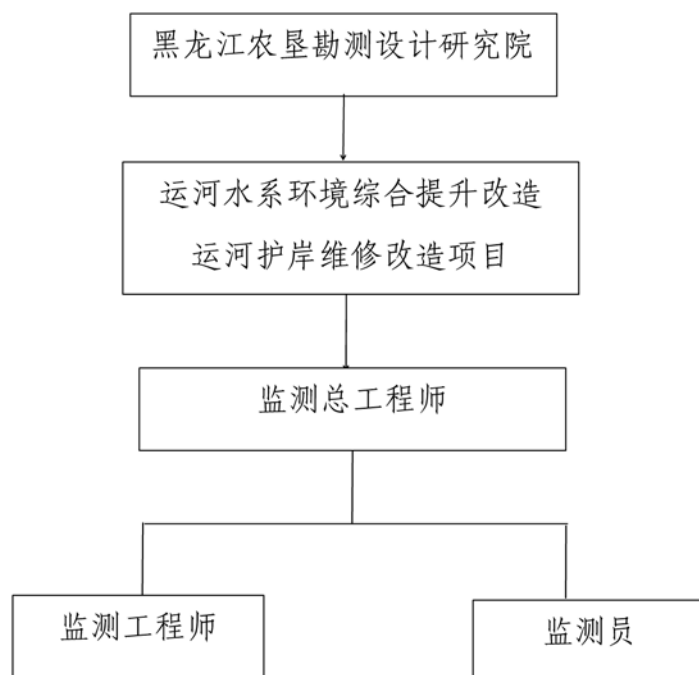 黑龙江农垦勘测设计研究院
运河水系环境综合提升改造
运河护岸维修改造项目
监测总工程师
监测工程师
监测员